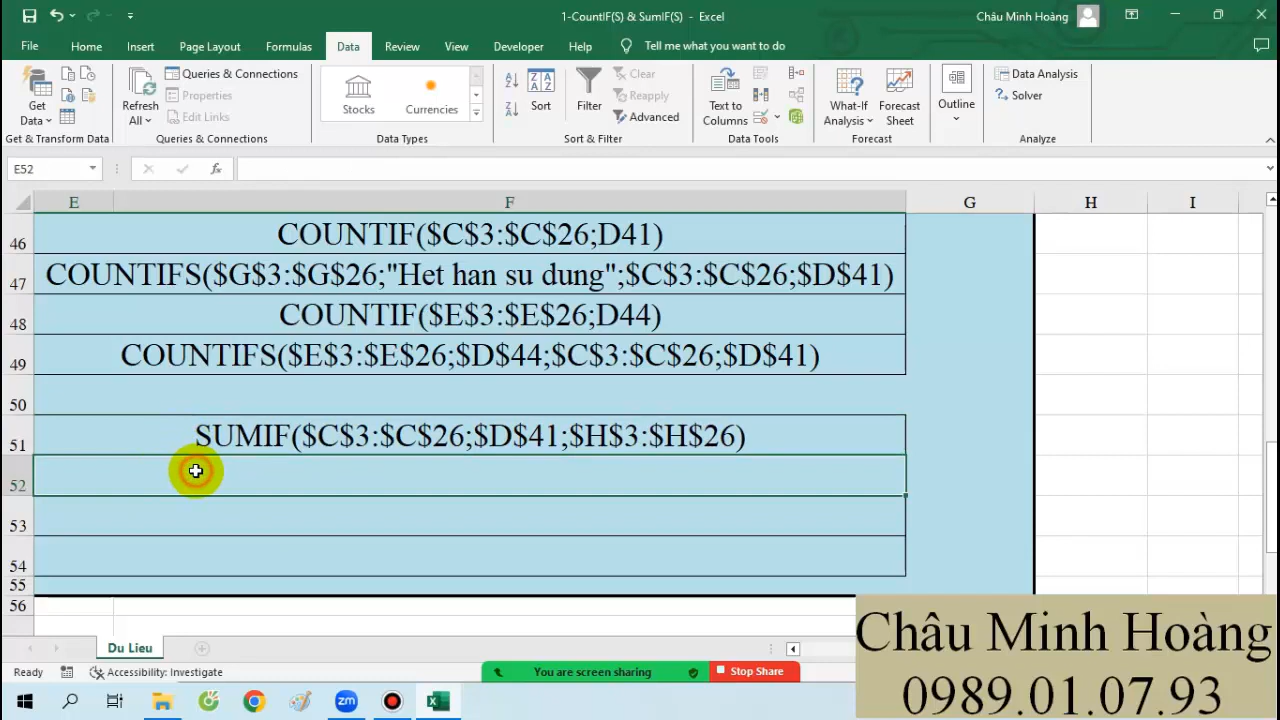 1-CountIF(S) & SumIF(S) - Excel
Châu Minh Hoàng
File Home Insert Page Layout Formulas Data Review View Developer Help Tell me what you want to do
Get Data
Refresh All
Queries & Connections
Properties
Edit Links
Stocks
Currencies
Sort
Filter
Clear
Reapply
Advanced
Text to Columns
What-If Analysis
Forecast Sheet
Outline
Data Analysis
Solver
Get & Transform Data
Queries & Connections
Data Types
Sort & Filter
Data Tools
Forecast
Analyze
E52
fx
E F G H I
46 COUNTIF($C$3:$C$26;D41)
47 COUNTIFS($G$3:$G$26;"Het han su dung";$C$3:$C$26;$D$41)
48 COUNTIF($E$3:$E$26;D44)
49 COUNTIFS($E$3:$E$26;$D$44;$C$3:$C$26;$D$41)
50
51 SUMIF($C$3:$C$26;$D$41;$H$3:$H$26)
52
53
54
55
56
Du Lieu
Ready
Accessibility: Investigate
You are screen sharing
Stop Share
zm
Châu Minh Hoàng
0989.01.07.93